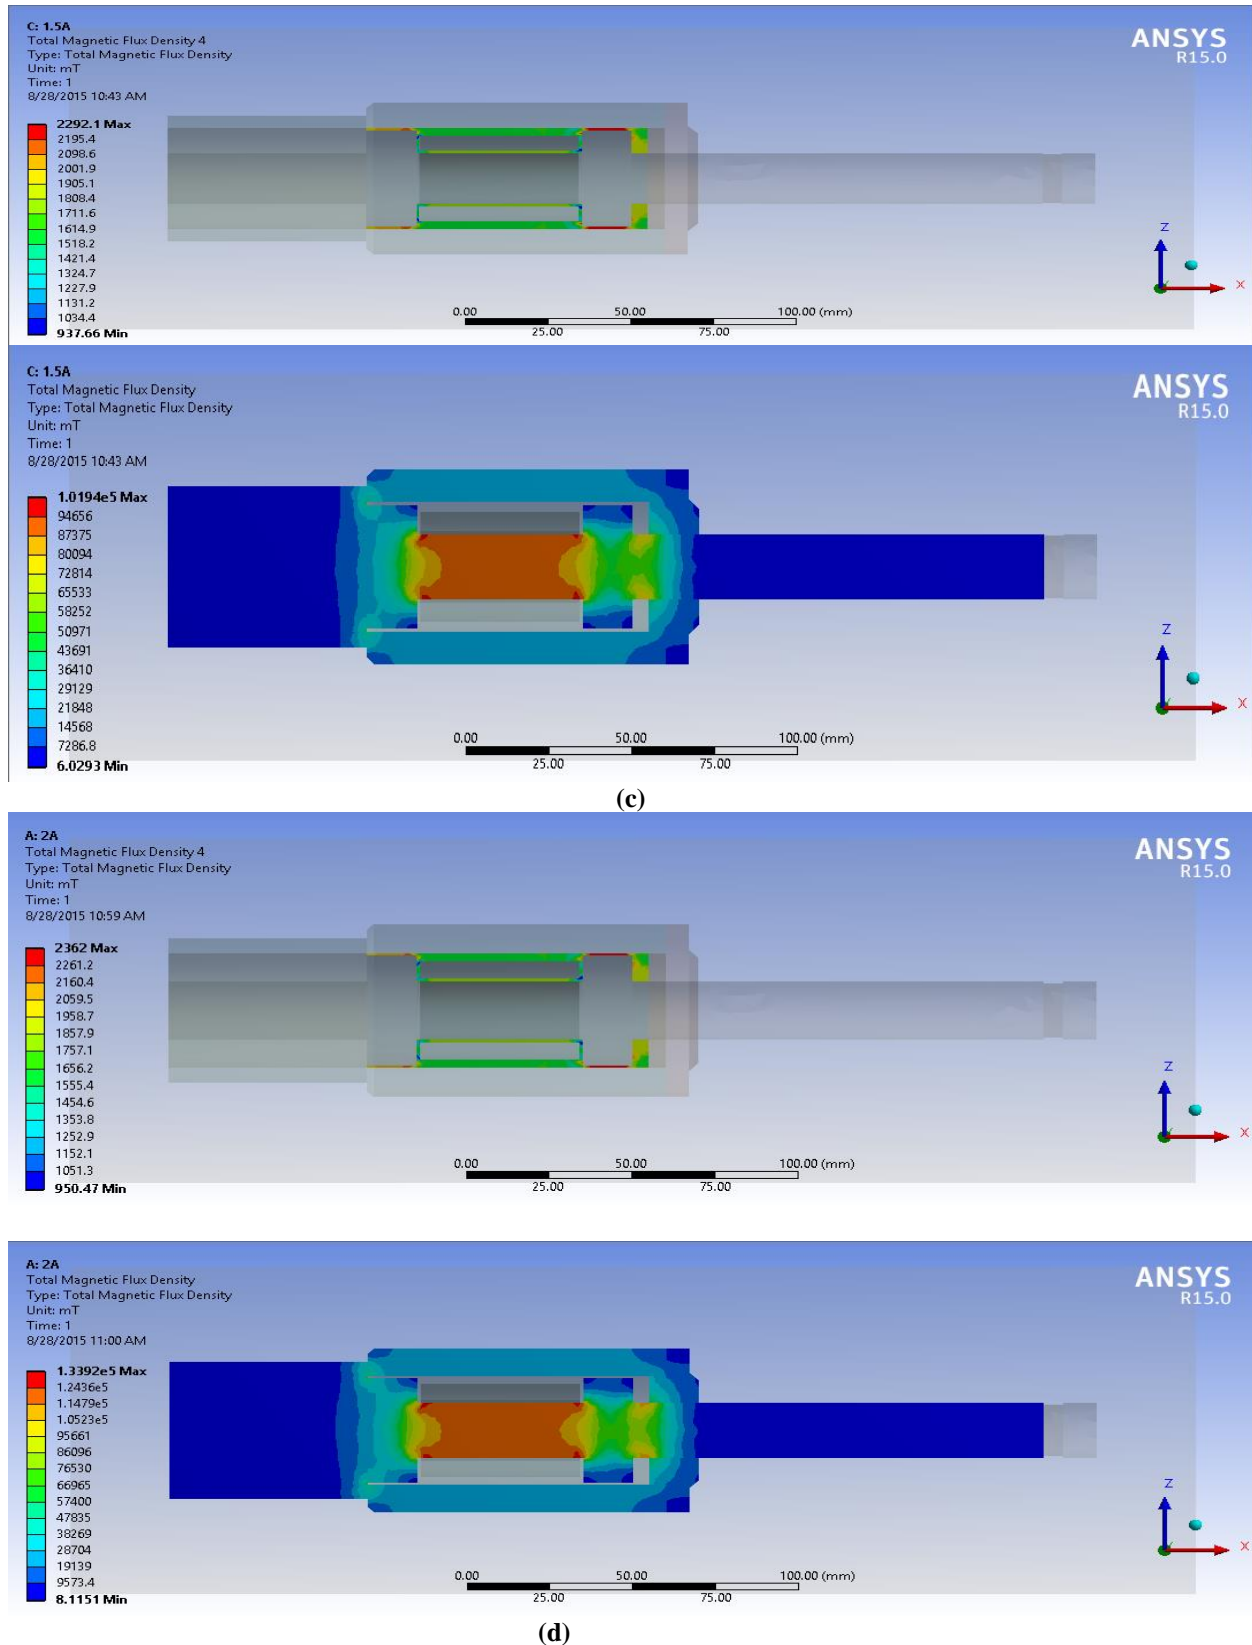 C: 1.5A
Total Magnetic Flux Density 4
Type: Total Magnetic Flux Density
Unit: mT
Time: 1
8/28/2015 10:43 AM
ANSYS
R15.0
2292.1 Max
2195.4
2098.6
2001.9
1905.1
1808.4
1711.6
1614.9
1518.2
1421.4
1324.7
1227.9
1131.2
1034.4
937.66 Min
Z
X
0.00 50.00 100.00 (mm)
25.00 75.00
C: 1.5A
Total Magnetic Flux Density
Type: Total Magnetic Flux Density
Unit: mT
Time: 1
8/28/2015 10:43 AM
ANSYS
R15.0
1.0194e5 Max
94656
87375
80094
72814
65533
58252
50971
43691
36410
29129
21848
14568
7286.8
6.0293 Min
Z
X
0.00 50.00 100.00 (mm)
25.00 75.00
(c)
A: 2A
Total Magnetic Flux Density 4
Type: Total Magnetic Flux Density
Unit: mT
Time: 1
8/28/2015 10:59 AM
ANSYS
R15.0
2362 Max
2261.2
2160.4
2059.5
1958.7
1857.9
1757.1
1656.2
1555.4
1454.6
1353.8
1252.9
1152.1
1051.3
950.47 Min
Z
X
0.00 50.00 100.00 (mm)
25.00 75.00
A: 2A
Total Magnetic Flux Density
Type: Total Magnetic Flux Density
Unit: mT
Time: 1
8/28/2015 11:00 AM
ANSYS
R15.0
1.3392e5 Max
1.2436e5
1.1479e5
1.0523e5
95661
86096
76530
66965
57400
47835
38269
28704
19139
9573.4
8.1151 Min
Z
X
0.00 50.00 100.00 (mm)
25.00 75.00
(d)